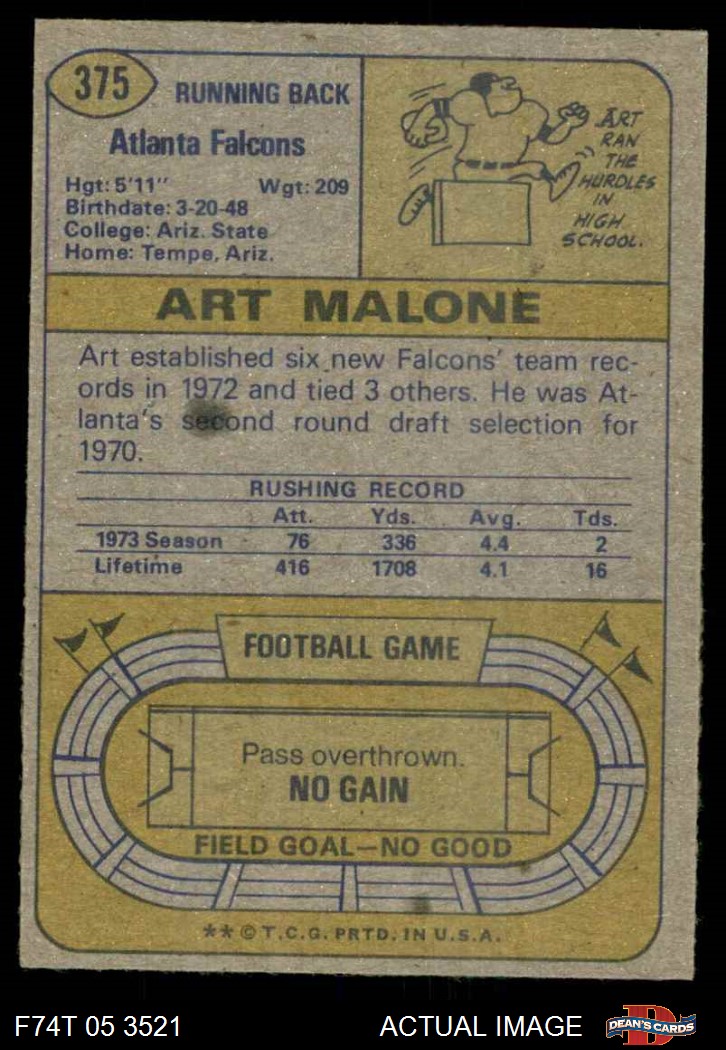 375
RUNNING BACK
Atlanta Falcons
Hgt: 5'11" Wgt: 209
Birthdate: 3-20-48
College: Ariz. State
Home: Tempe, Ariz.
ART
RAN
THE
HURDLES
IN
HIGH
SCHOOL.
ART MALONE
Art established six new Falcons' team rec-
ords in 1972 and tied 3 others. He was At-
lanta's second round draft selection for
1970.
RUSHING RECORD
Att. Yds. Avg. Tds.
1973 Season 76 336 4.4 2
Lifetime 416 1708 4.1 16
FOOTBALL GAME
Pass overthrown.
NO GAIN
FIELD GOAL—NO GOOD
** © T.C.G. PRTD. IN U.S.A.
F74T 05 3521 ACTUAL IMAGE
D
DEAN'S CARDS